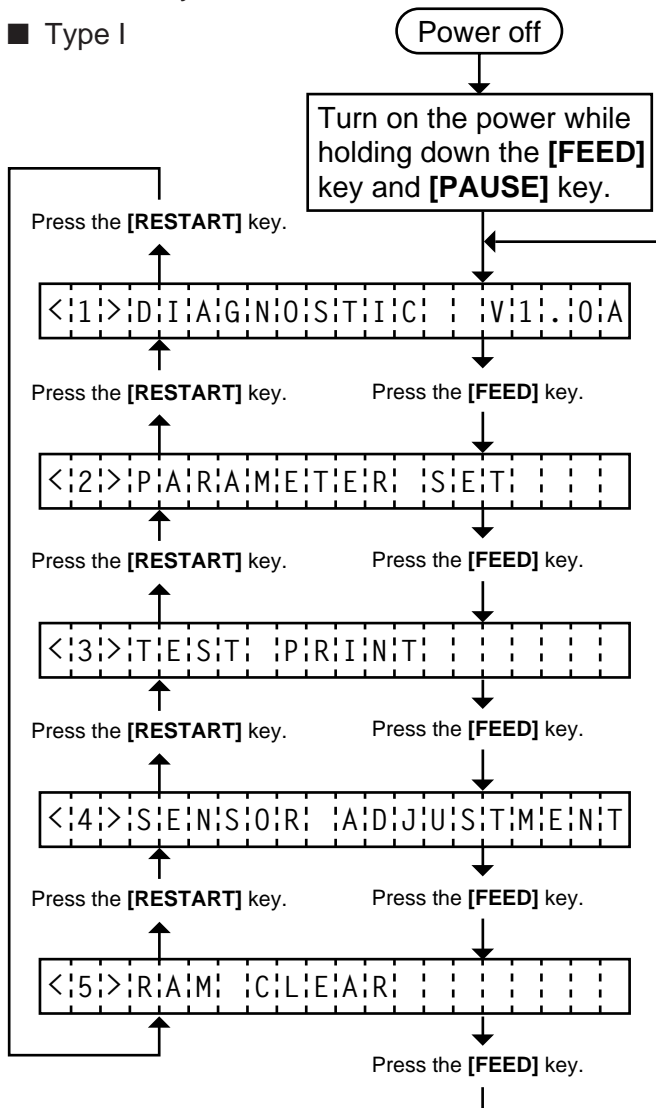 ■ Type I
Power off
Turn on the power while
holding down the [FEED]
key and [PAUSE] key.
Press the [RESTART] key.
<1>DIAGNOSTIC  V1.0A
Press the [RESTART] key. Press the [FEED] key.
<2>PARAMETER SET
Press the [RESTART] key. Press the [FEED] key.
<3>TEST PRINT
Press the [RESTART] key. Press the [FEED] key.
<4>SENSOR ADJUSTMENT
Press the [RESTART] key. Press the [FEED] key.
<5>RAM CLEAR
Press the [FEED] key.